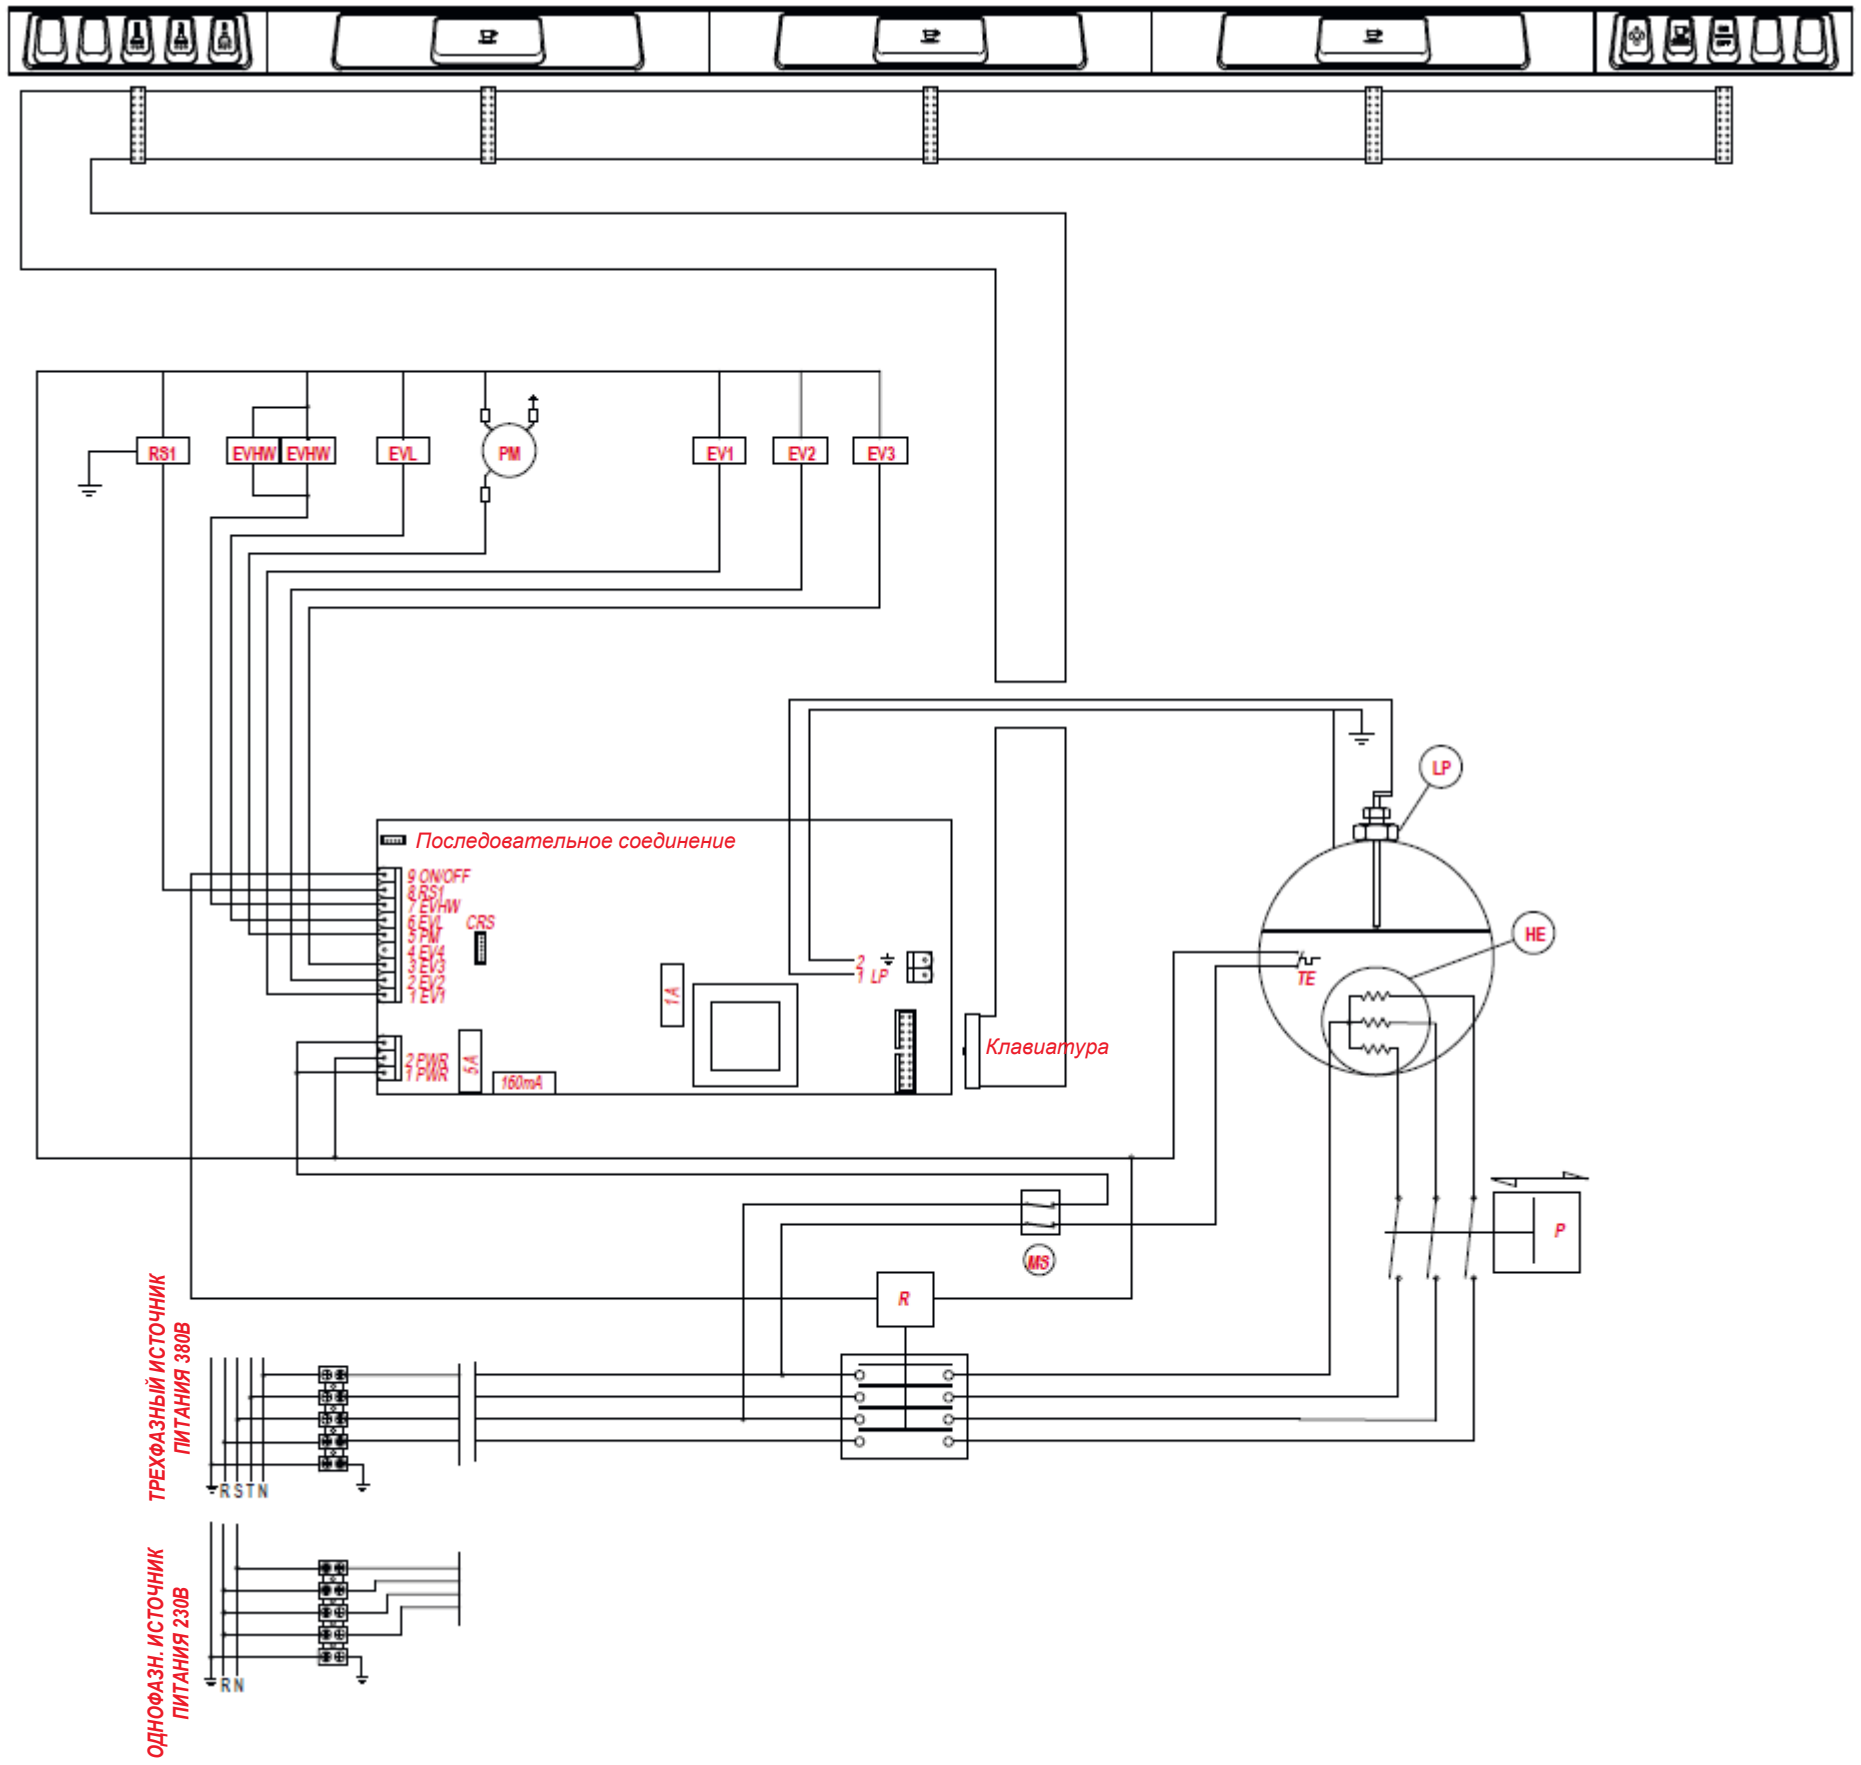 ON
OFF
RS1
EVHW
EVHW
EVL
PM
EV1
EV2
EV3
LP
Последовательное соединение
9 ON/OFF
8 RS1
7 EVHW
6 EVL
5 PM
4 EV4
3 EV3
2 EV2
1 EV1
CRS
2
1 LP
1A
HE
TE
2 PWR
1 PWR
5A
160mA
Клавиатура
P
MS
R
ТРЕХФАЗНЫЙ ИСТОЧНИК
ПИТАНИЯ 380В
R S T N
ОДНОФАЗН. ИСТОЧНИК
ПИТАНИЯ 230В
R N